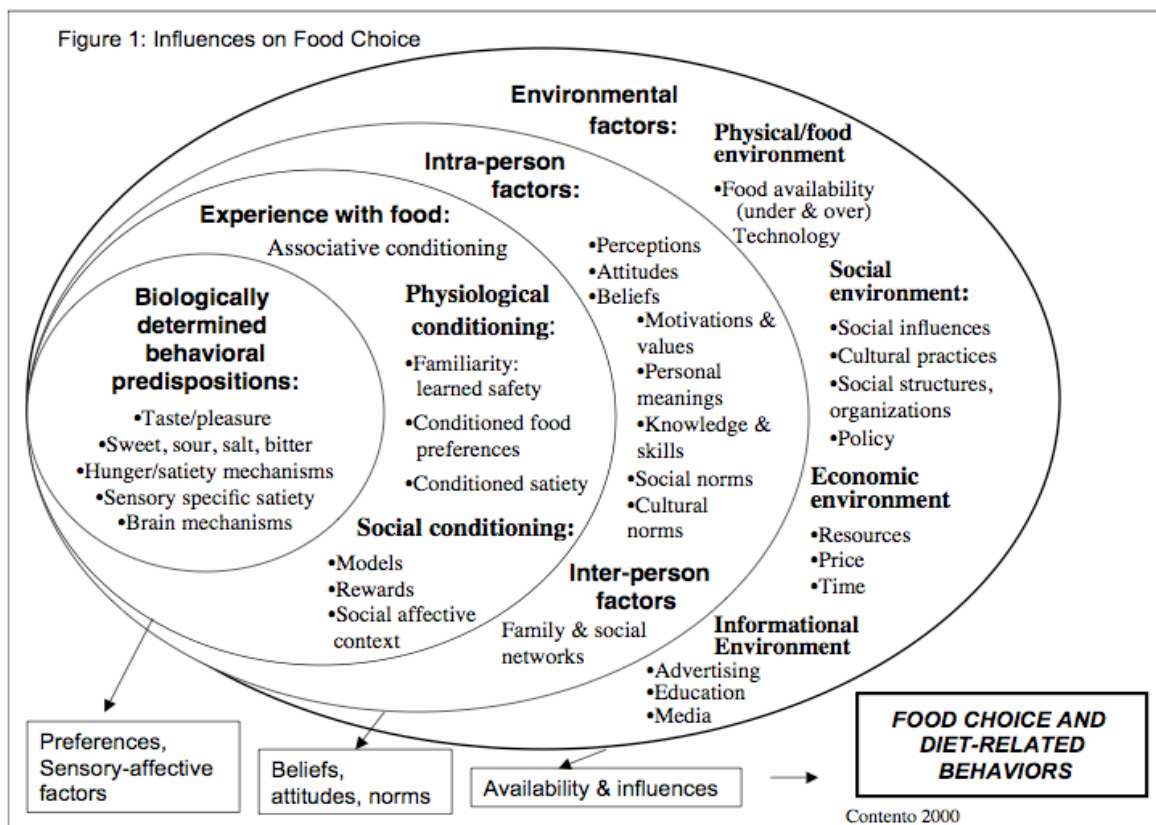 Figure 1: Influences on Food Choice
Environmental
factors:
Physical/food
environment
•Food availability
(under & over)
Technology
Social
environment:
•Social influences
•Cultural practices
•Social structures,
organizations
•Policy
Economic
environment
•Resources
•Price
•Time
Informational
Environment
•Advertising
•Education
•Media
Intra-person
factors:
•Perceptions
•Attitudes
•Beliefs
•Motivations &
values
•Personal
meanings
•Knowledge &
skills
•Social norms
•Cultural
norms
Inter-person
factors
Family & social
networks
Experience with food:
Associative conditioning
Physiological
conditioning:
•Familiarity:
learned safety
•Conditioned food
preferences
•Conditioned satiety
Social conditioning:
•Models
•Rewards
•Social affective
context
Biologically
determined
behavioral
predispositions:
•Taste/pleasure
•Sweet, sour, salt, bitter
•Hunger/satiety mechanisms
•Sensory specific satiety
•Brain mechanisms
Preferences,
Sensory-affective
factors
Beliefs,
attitudes, norms
Availability & influences
FOOD CHOICE AND
DIET-RELATED
BEHAVIORS
Contento 2000